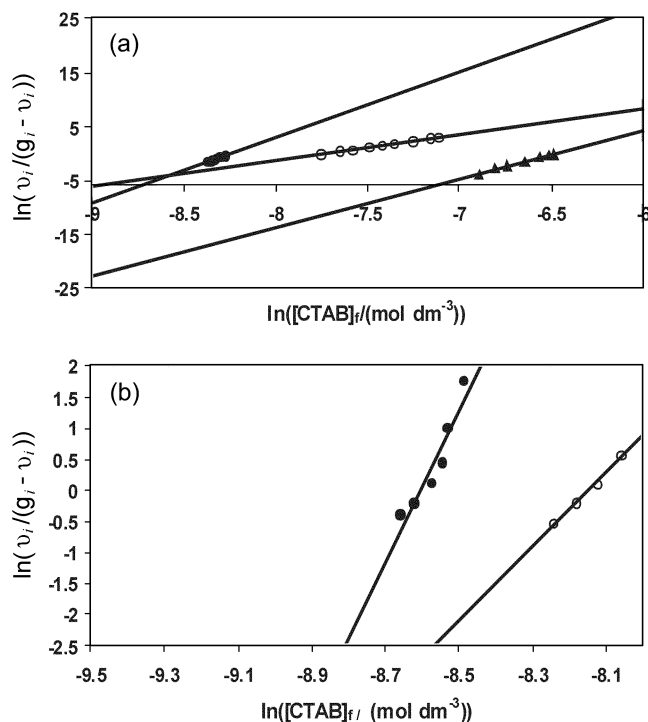 (a)
25
15
5
-5
-15
-25
-9 -8.5 -8 -7.5 -7 -6.5 -6
ln(υi/(gi - υi))
ln([CTAB]f/(mol dm-3))
(b)
2
1.5
1
0.5
0
-0.5
-1
-1.5
-2
-2.5
-9.5 -9.3 -9.1 -8.9 -8.7 -8.5 -8.3 -8.1
ln(υi/(gi - υi))
ln([CTAB]f/ (mol dm-3)